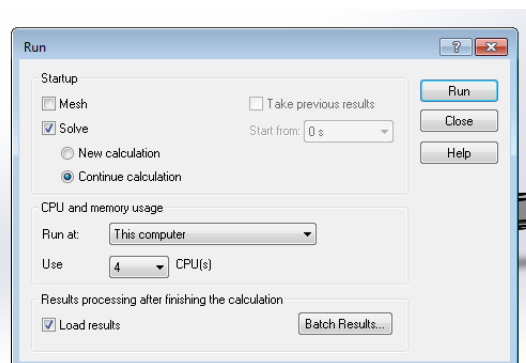 Run
Startup
Mesh
Take previous results
Run
Solve
Start from: 0 s
Close
New calculation
Help
Continue calculation
CPU and memory usage
Run at: This computer
Use 4 CPU(s)
Results processing after finishing the calculation
Load results
Batch Results...